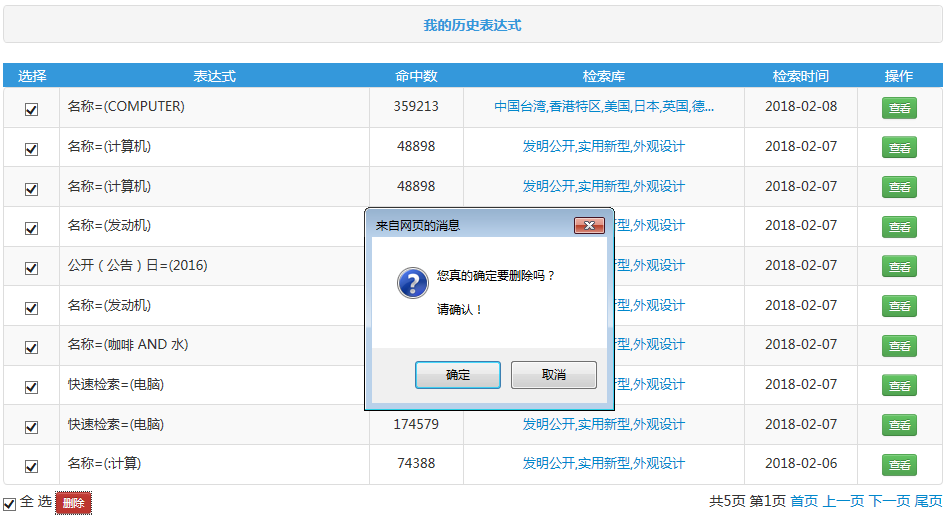 我的历史表达式
选择 表达式 命中数 检索库 检索时间 操作
名称=(COMPUTER) 359213 中国台湾,香港特区,美国,日本,英国,德... 2018-02-08 查看
名称=(计算机) 48898 发明公开,实用新型,外观设计 2018-02-07 查看
名称=(计算机) 48898 发明公开,实用新型,外观设计 2018-02-07 查看
名称=(发动机) 型,外观设计 2018-02-07 查看
公开（公告）日=(2016) 型,外观设计 2018-02-07 查看
名称=(发动机) 型,外观设计 2018-02-07 查看
名称=(咖啡 AND 水) 型,外观设计 2018-02-07 查看
快速检索=(电脑) 型,外观设计 2018-02-07 查看
快速检索=(电脑) 174579 发明公开,实用新型,外观设计 2018-02-07 查看
名称=(:计算) 74388 发明公开,实用新型,外观设计 2018-02-06 查看
来自网页的消息
您真的确定要删除吗？
请确认！
确定 取消
全 选 删除 共5页 第1页 首页 上一页 下一页 尾页